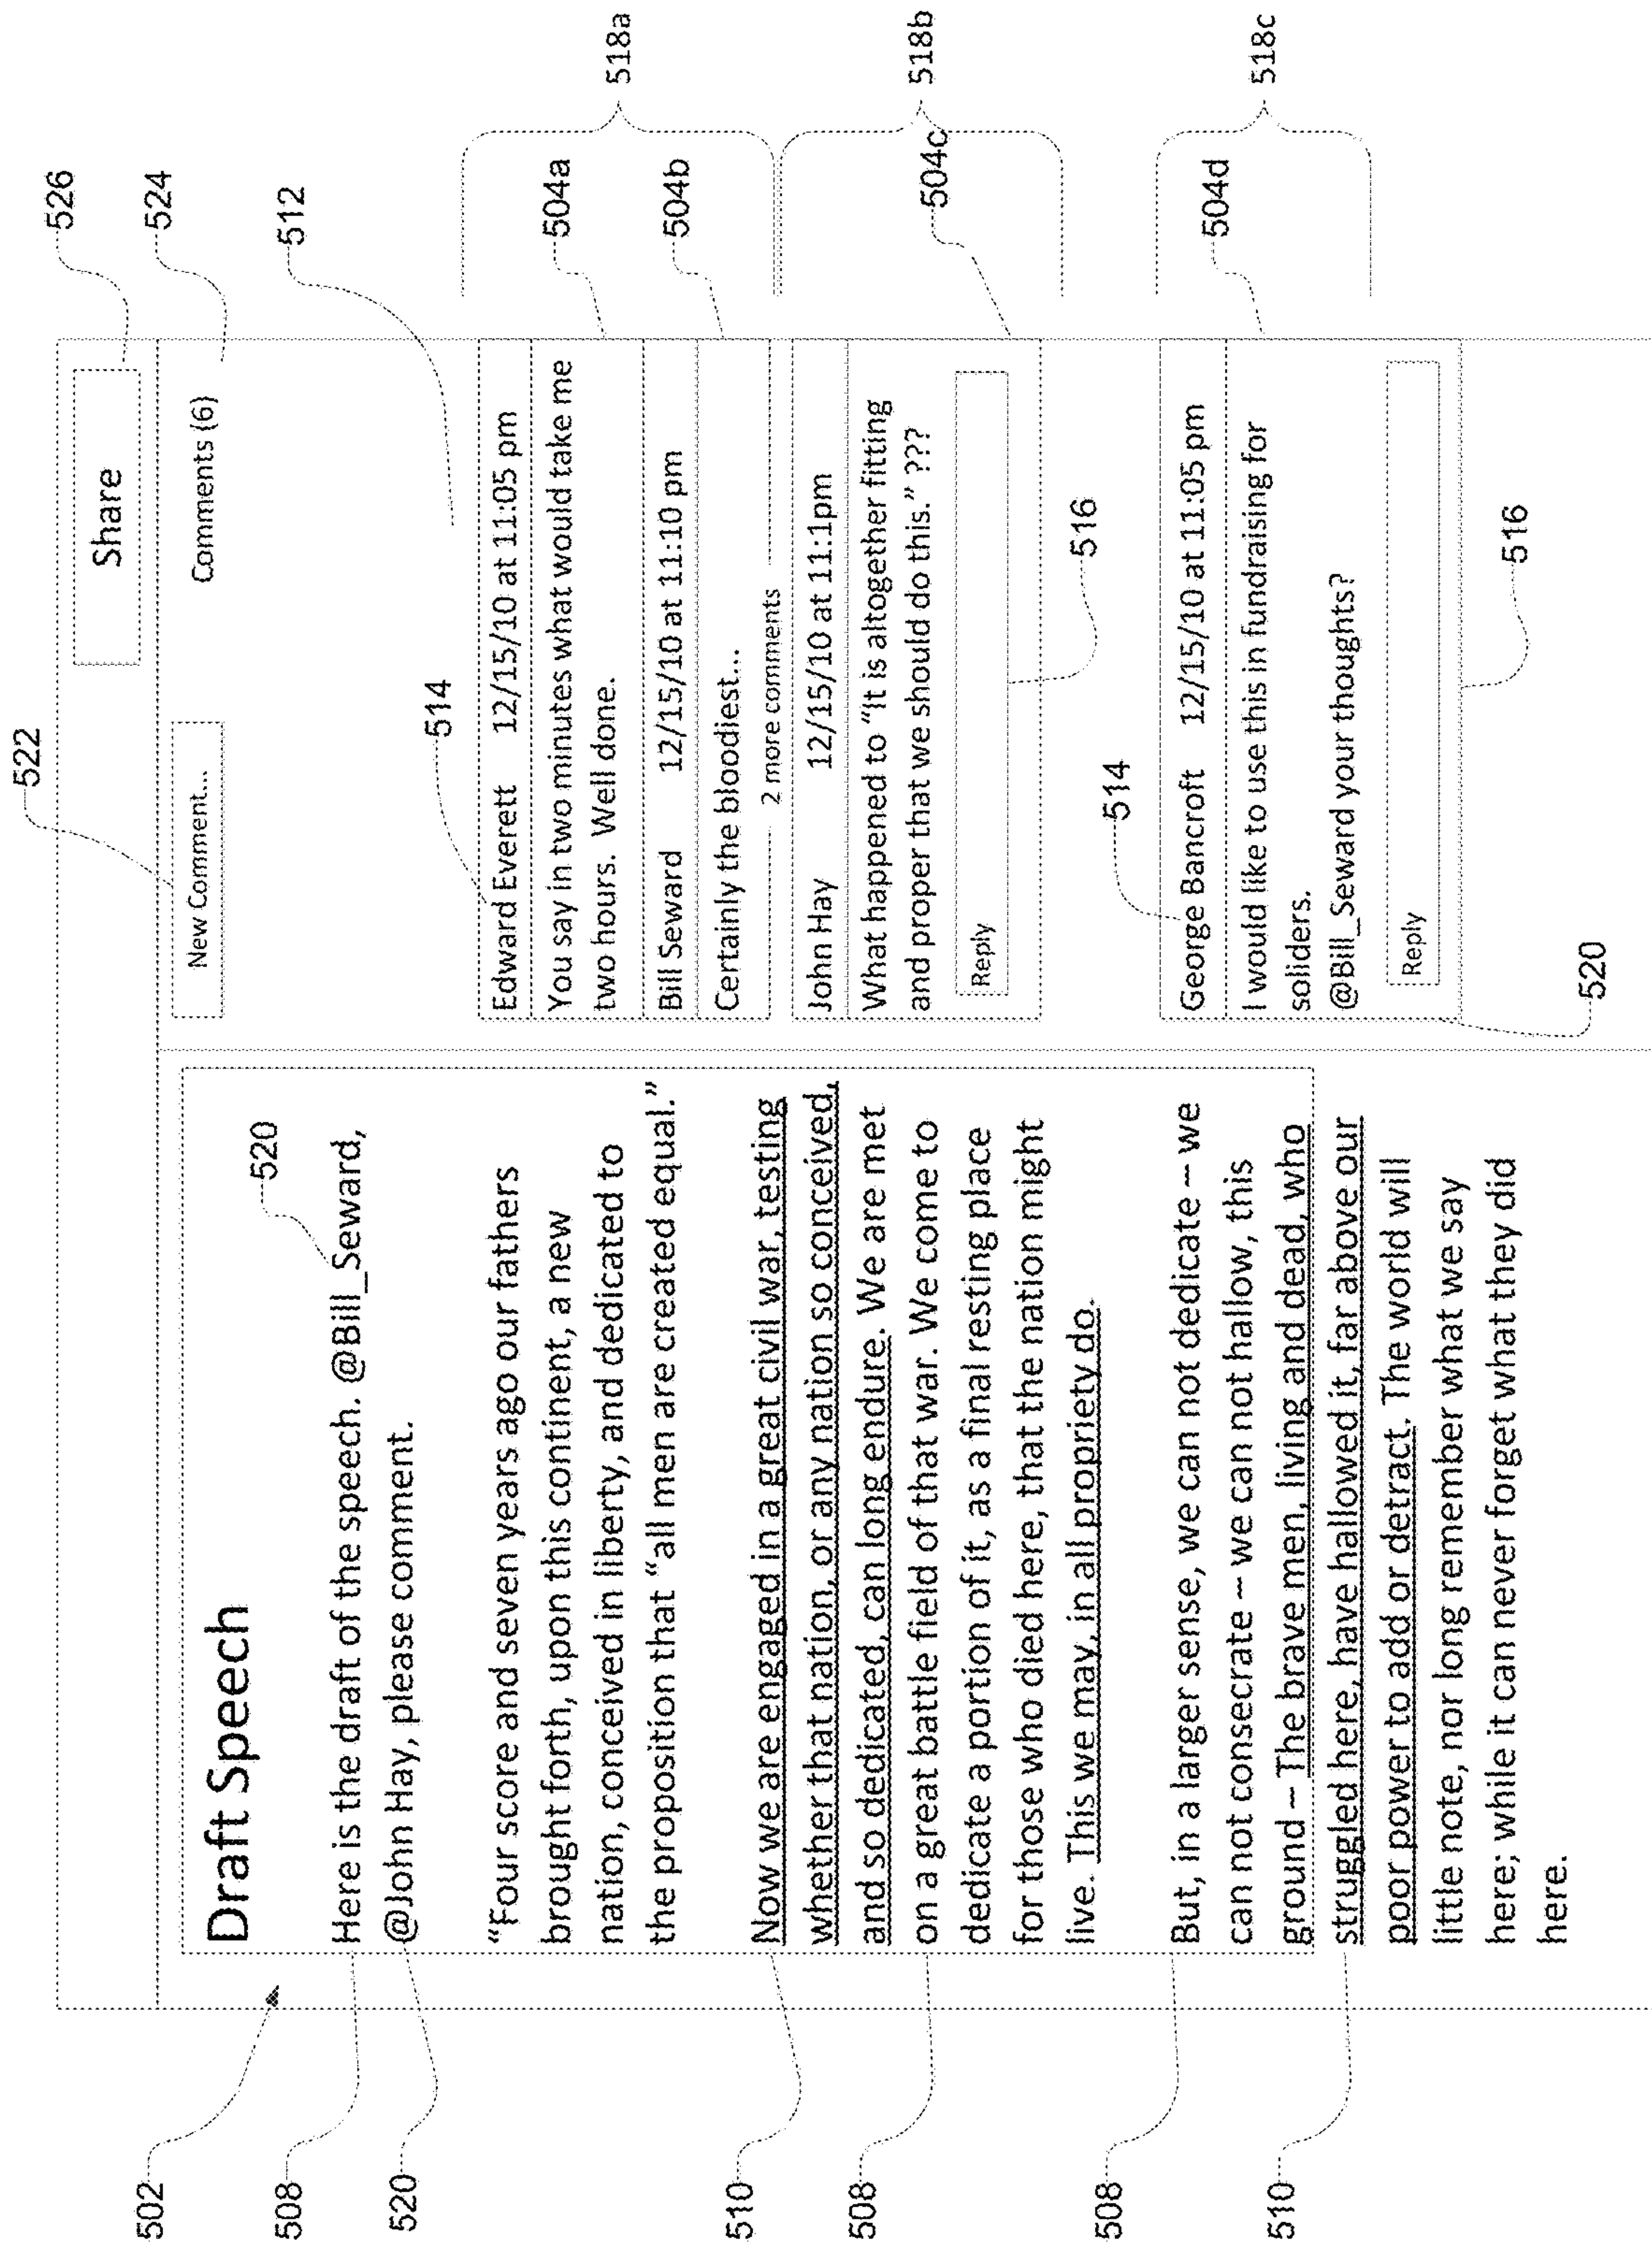 526
524
512
522
Share
New Comment...
Comments (6)
502
508
520
510
508
508
510
Draft Speech
520
Here is the draft of the speech. @Bill_Seward,
@John Hay, please comment.
“Four score and seven years ago our fathers
brought forth, upon this continent, a new
nation, conceived in liberty, and dedicated to
the proposition that “all men are created equal.”
Now we are engaged in a great civil war, testing
whether that nation, or any nation so conceived,
and so dedicated, can long endure. We are met
on a great battle field of that war. We come to
dedicate a portion of it, as a final resting place
for those who died here, that the nation might
live. This we may, in all propriety do.
But, in a larger sense, we can not dedicate – we
can not consecrate – we can not hallow, this
ground – The brave men, living and dead, who
struggled here, have hallowed it, far above our
poor power to add or detract. The world will
little note, nor long remember what we say
here; while it can never forget what they did
here.
514
Edward Everett 12/15/10 at 11:05 pm
You say in two minutes what would take me
two hours. Well done.
Bill Seward 12/15/10 at 11:10 pm
Certainly the bloodiest...
2 more comments
John Hay 12/15/10 at 11:1pm
What happened to “It is altogether fitting
and proper that we should do this.” ???
Reply
516
514
George Bancroft 12/15/10 at 11:05 pm
I would like to use this in fundraising for
soliders.
@Bill_Seward your thoughts?
Reply
516
520
504a
504b
504c
504d
518a
518b
518c